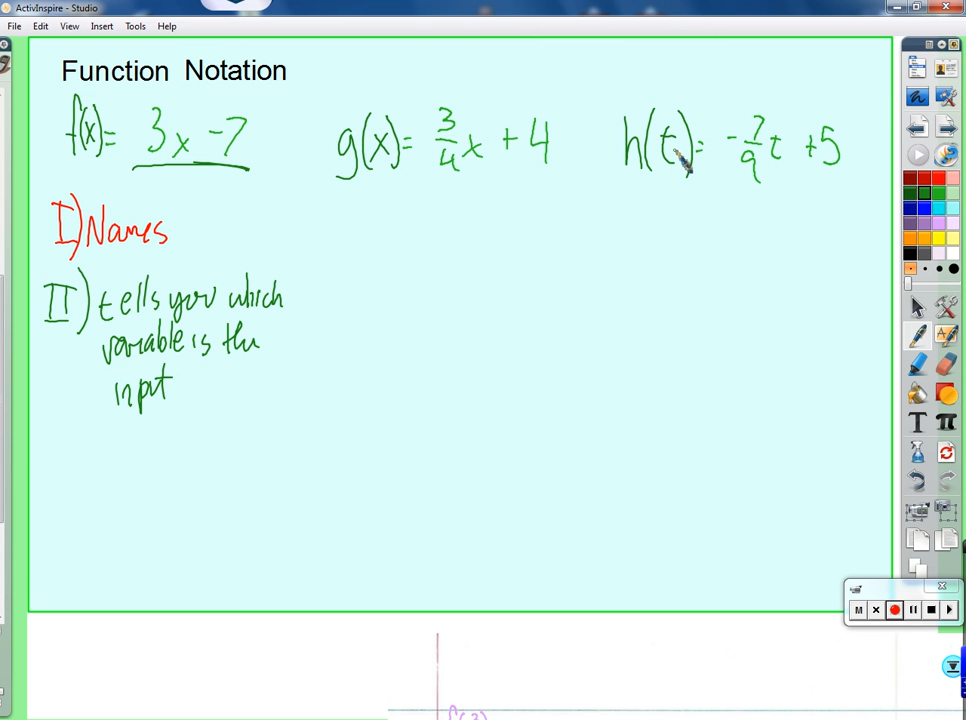 ActivInspire - Studio
File Edit View Insert Tools Help
Function Notation
f(x)= 3x -7
g(x)= 3/4 x + 4
h(t)= -7/9 t +5
I) Names
II) tells you which
variable is the
input
T π
M
f(2)